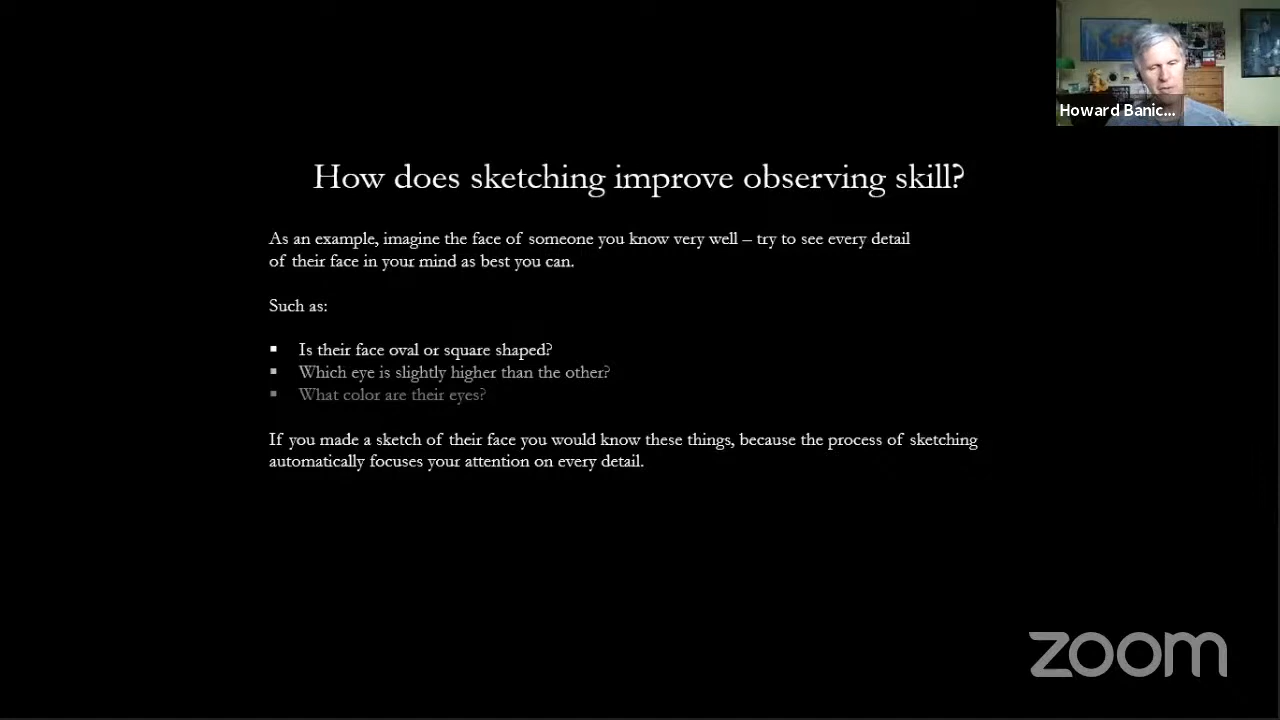 Howard Banic...
How does sketching improve observing skill?
As an example, imagine the face of someone you know very well – try to see every detail
of their face in your mind as best you can.
Such as:
▪ Is their face oval or square shaped?
▪ Which eye is slightly higher than the other?
▪ What color are their eyes?
If you made a sketch of their face you would know these things, because the process of sketching
automatically focuses your attention on every detail.
zoom